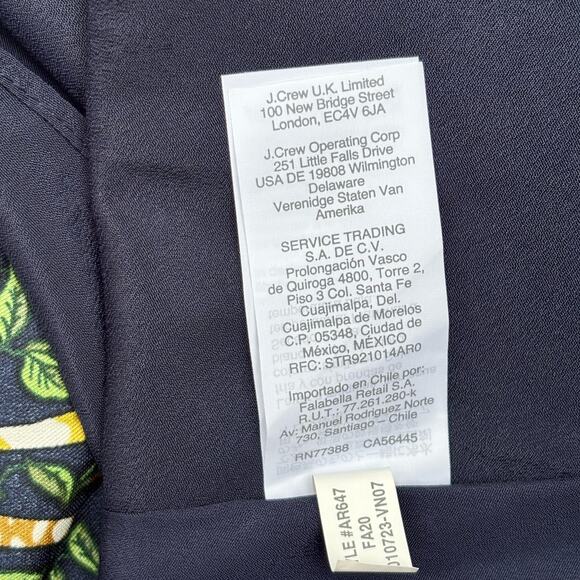 J.Crew U.K. Limited
100 New Bridge Street
London, EC4V 6JA
J.Crew Operating Corp
251 Little Falls Drive
USA DE 19808 Wilmington
Delaware
Verenidge Staten Van
Amerika
SERVICE TRADING
S.A. DE C.V.
Prolongación Vasco
de Quiroga 4800, Torre 2,
Piso 3 Col. Santa Fe
Cuajimalpa, Del.
Cuajimalpa de Morelos
C.P. 05348, Ciudad de
México, MÉXICO
RFC: STR921014AR0
Importado en Chile por:
Falabella Retail S.A.
R.U.T.: 77.261.280-k
Av: Manuel Rodriguez Norte
730, Santiago - Chile
RN77388 CA56445
#AR647
FA20
010723-VN07